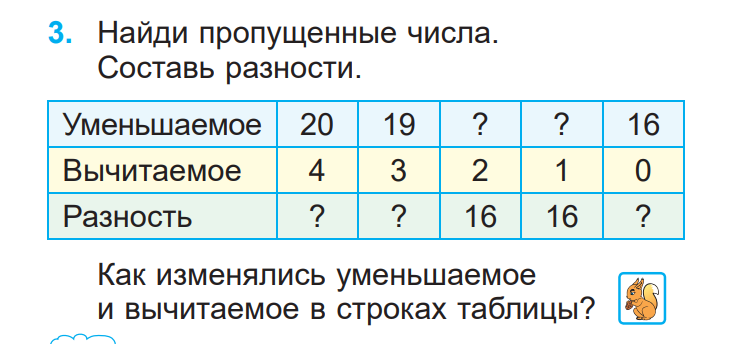 3. Найди пропущенные числа.
Составь разности.
Уменьшаемое 20 19 ? ? 16
Вычитаемое 4 3 2 1 0
Разность ? ? 16 16 ?
Как изменялись уменьшаемое
и вычитаемое в строках таблицы?